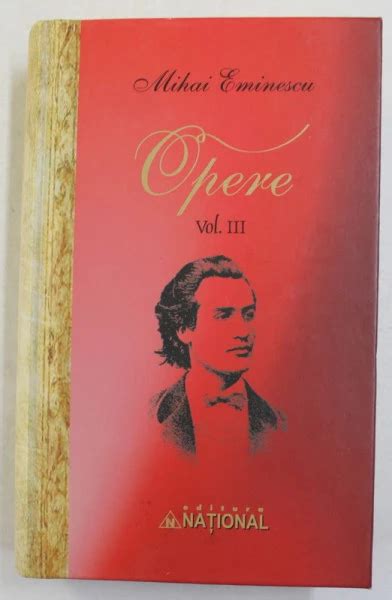 Mihai Eminescu
Opere
Vol. III
editura
NAȚIONAL